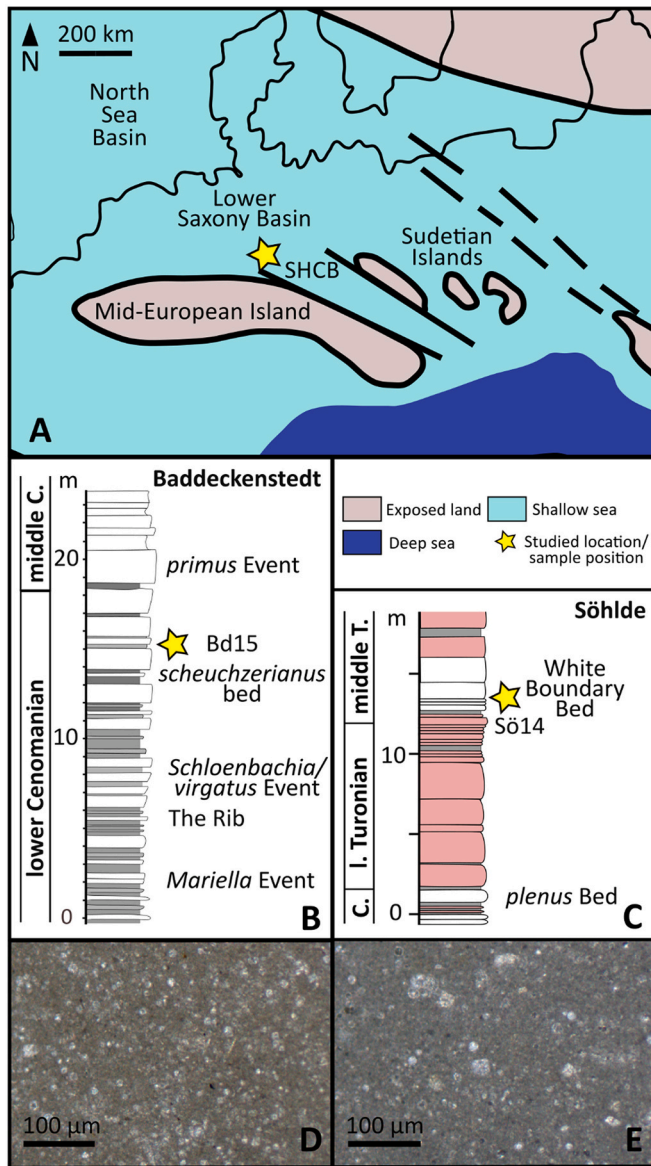 200 km
N
North
Sea
Basin
Lower
Saxony Basin
SHCB
Sudetian
Islands
Mid-European Island
A
m
Baddeckenstedt
middle C.
20
primus Event
Bd15
scheuchzerianus
bed
10
lower Cenomanian
Schloenbachia/
virgatus Event
The Rib
Mariella Event
0
B
Exposed land
Shallow sea
Deep sea
Studied location/
sample position
m
Söhlde
middle T.
White
Boundary
Bed
Sö14
10
l. Turonian
plenus Bed
C.
0
C
100 µm
D
100 µm
E